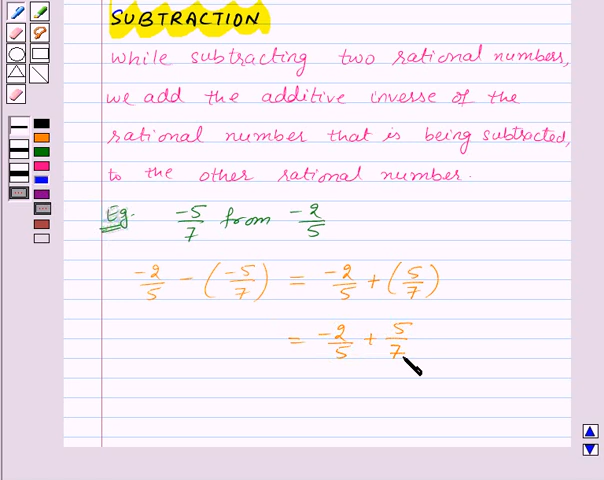 SUBTRACTION
While subtracting two rational numbers,
we add the additive inverse of the
rational number that is being subtracted,
to the other rational number.
Eg. -5/7 from -2/5
-2/5 - (-5/7) = -2/5 + (5/7)
= -2/5 + 5/7